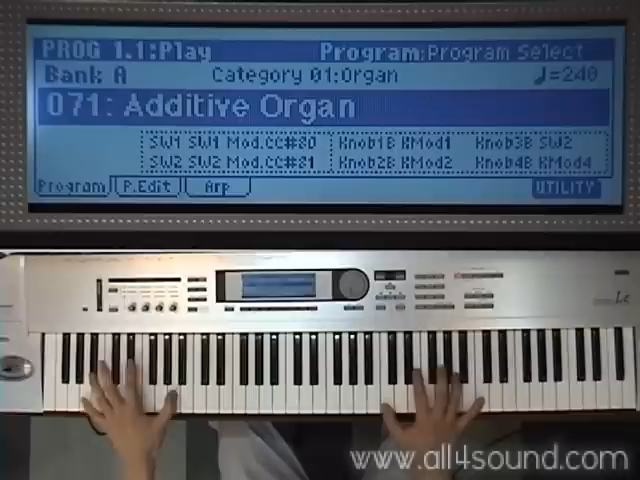 PROG 1.1:Play Program:Program Select
Bank A Category 01:Organ ♩=240
071: Additive Organ
SW1 SW1 Mod.CC#80 Knob1B KMod1 Knob3B SW2
SW2 SW2 Mod.CC#81 Knob2B KMod2 Knob4B KMod4
Program P.Edit Arp UTILITY
Le
www.all4sound.com